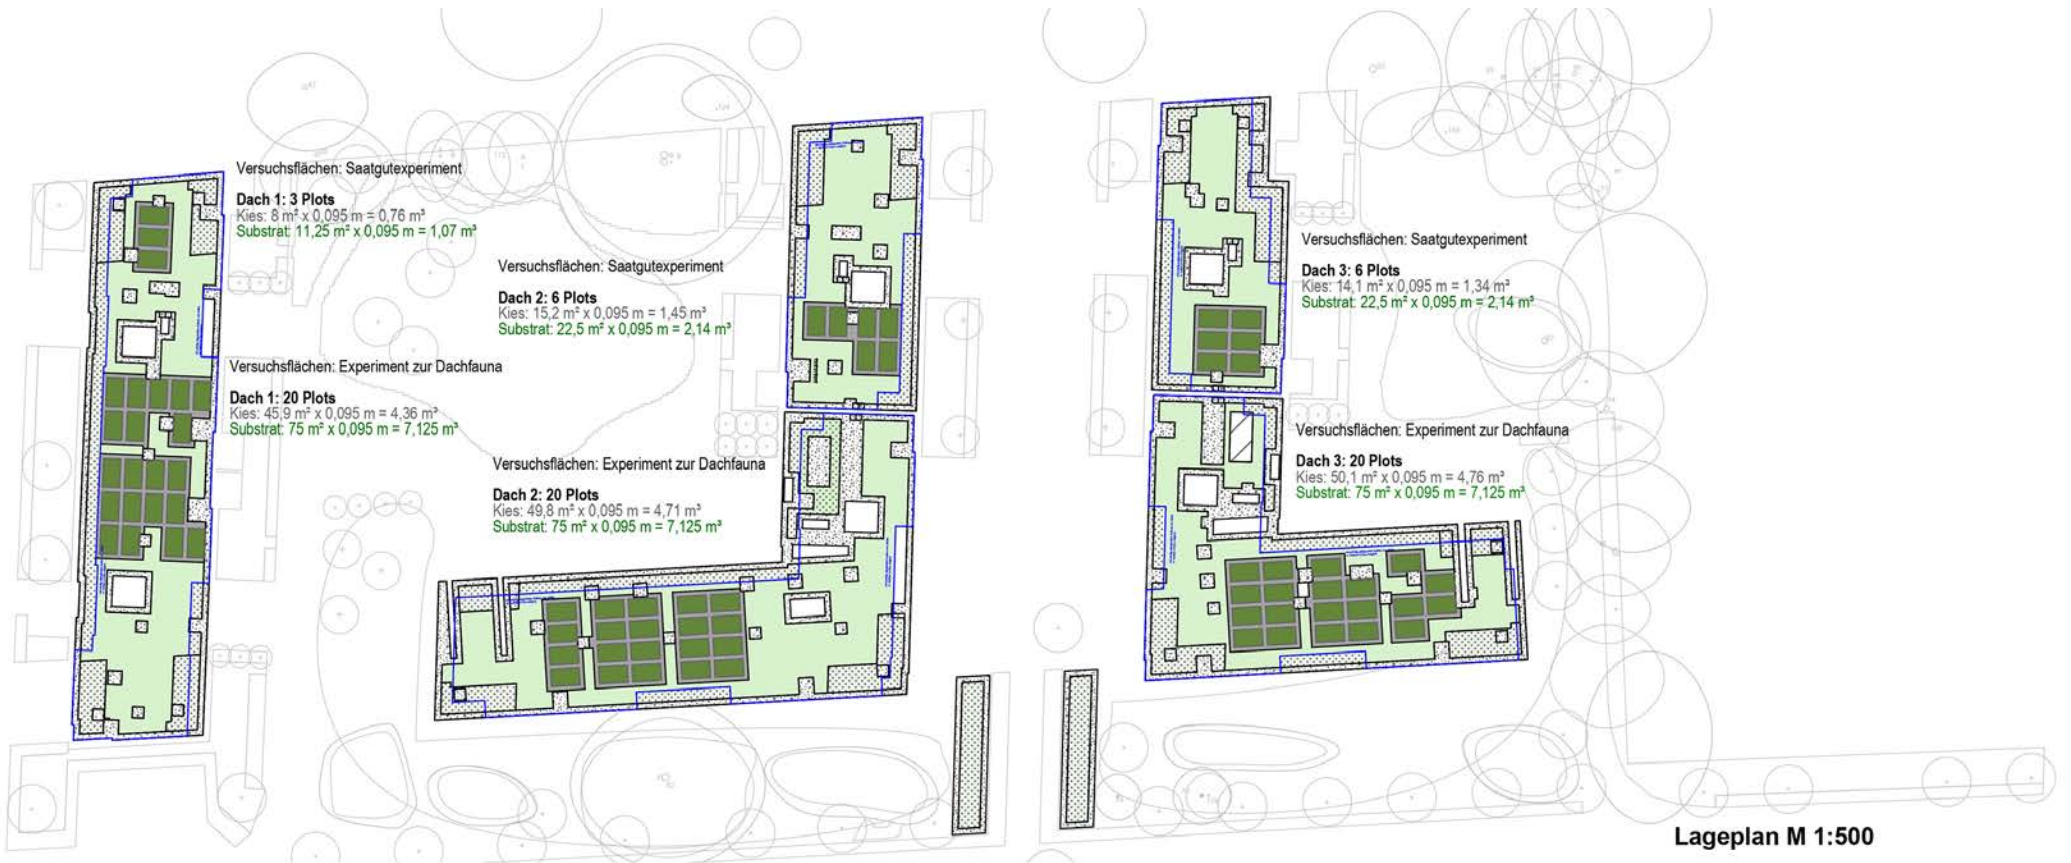 Versuchsflächen: Saatgutexperiment
Dach 1: 3 Plots
Kies: 8 m² x 0,095 m = 0,76 m³
Substrat: 11,25 m² x 0,095 m = 1,07 m³
Versuchsflächen: Experiment zur Dachfauna
Dach 1: 20 Plots
Kies: 45,9 m² x 0,095 m = 4,36 m³
Substrat: 75 m² x 0,095 m = 7,125 m³
Versuchsflächen: Saatgutexperiment
Dach 2: 6 Plots
Kies: 15,2 m² x 0,095 m = 1,45 m³
Substrat: 22,5 m² x 0,095 m = 2,14 m³
Versuchsflächen: Experiment zur Dachfauna
Dach 2: 20 Plots
Kies: 49,8 m² x 0,095 m = 4,71 m³
Substrat: 75 m² x 0,095 m = 7,125 m³
Versuchsflächen: Saatgutexperiment
Dach 3: 6 Plots
Kies: 14,1 m² x 0,095 m = 1,34 m³
Substrat: 22,5 m² x 0,095 m = 2,14 m³
Versuchsflächen: Experiment zur Dachfauna
Dach 3: 20 Plots
Kies: 50,1 m² x 0,095 m = 4,76 m³
Substrat: 75 m² x 0,095 m = 7,125 m³
Lageplan M 1:500